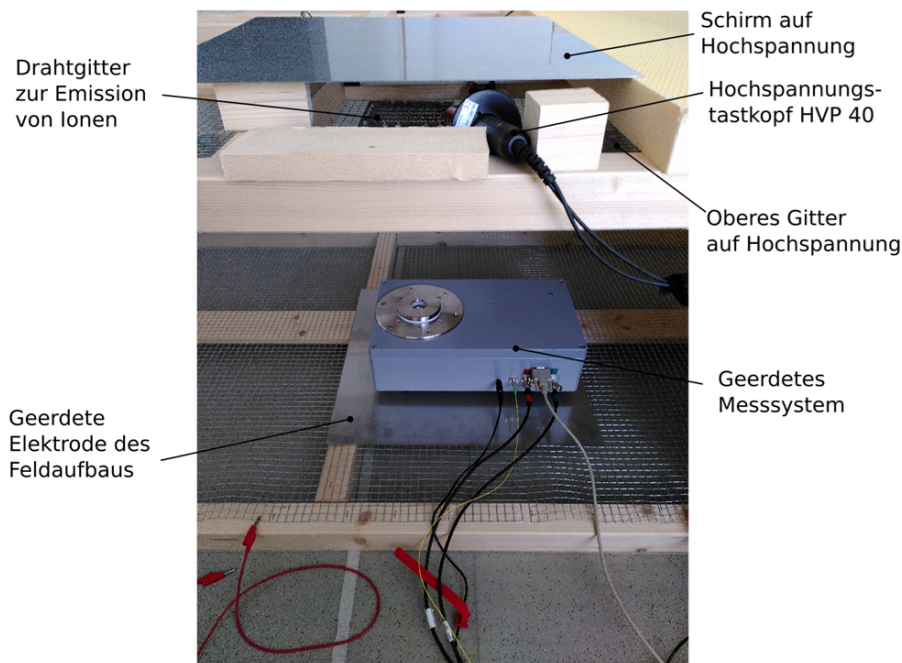 Schirm auf
Hochspannung
Drahtgitter
zur Emission
von Ionen
Hochspannungs-
tastkopf HVP 40
Oberes Gitter
auf Hochspannung
Geerdetes
Messsystem
Geerdete
Elektrode des
Feldaufbaus